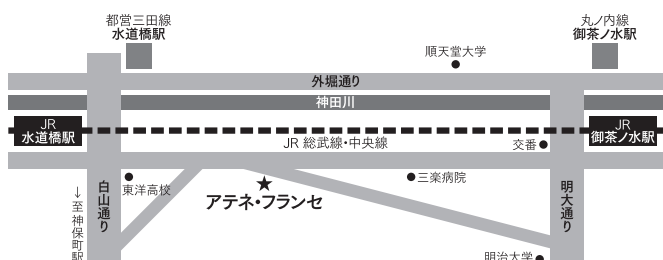 都営三田線
水道橋駅
丸ノ内線
御茶ノ水駅
順天堂大学
外堀通り
神田川
JR
水道橋駅
JR
御茶ノ水駅
JR 総武線・中央線
交番
東洋高校
三楽病院
アテネ・フランセ
白山通り
明大通り
↓至神保町駅
明治大学